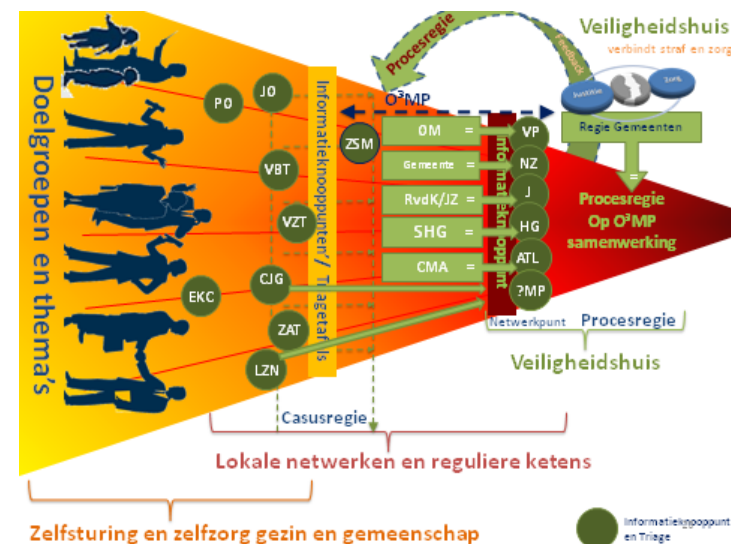 Veiligheidshuis
verbindt straf en zorg
Procesregie
Feedback
Justitie
Zorg
Regie Gemeenten
=
Procesregie
Op O³MP
samenwerking
Doelgroepen en thema's
Informatieknooppunten'/ Triagetafels
O³MP
PO
JO
ZSM
VBT
VZT
CJG
EKC
ZAT
LZN
OM =
Gemeente =
RvdK/JZ =
SHG =
CMA =
Informatieknooppunt
VP
NZ
J
HG
ATL
?MP
Netwerkpunt
Procesregie
Veiligheidshuis
Casusregie
Lokale netwerken en reguliere ketens
Zelfsturing en zelfzorg gezin en gemeenschap
Informatieknooppunt
en Triage